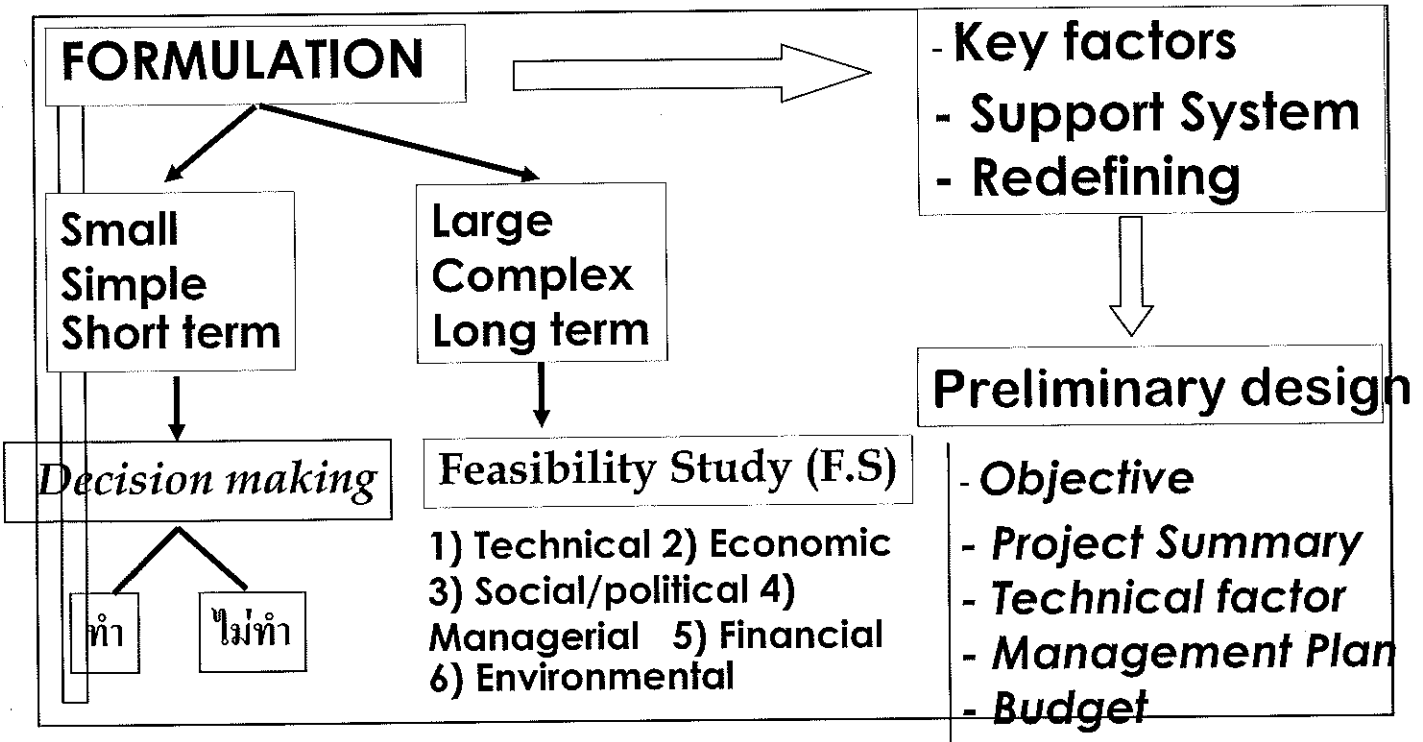 FORMULATION
Small
Simple
Short term
Large
Complex
Long term
Decision making
ทำ
ไม่ทำ
Feasibility Study (F.S)
1) Technical 2) Economic
3) Social/political 4)
Managerial 5) Financial
6) Environmental
- Key factors
- Support System
- Redefining
Preliminary design
- Objective
- Project Summary
- Technical factor
- Management Plan
- Budget